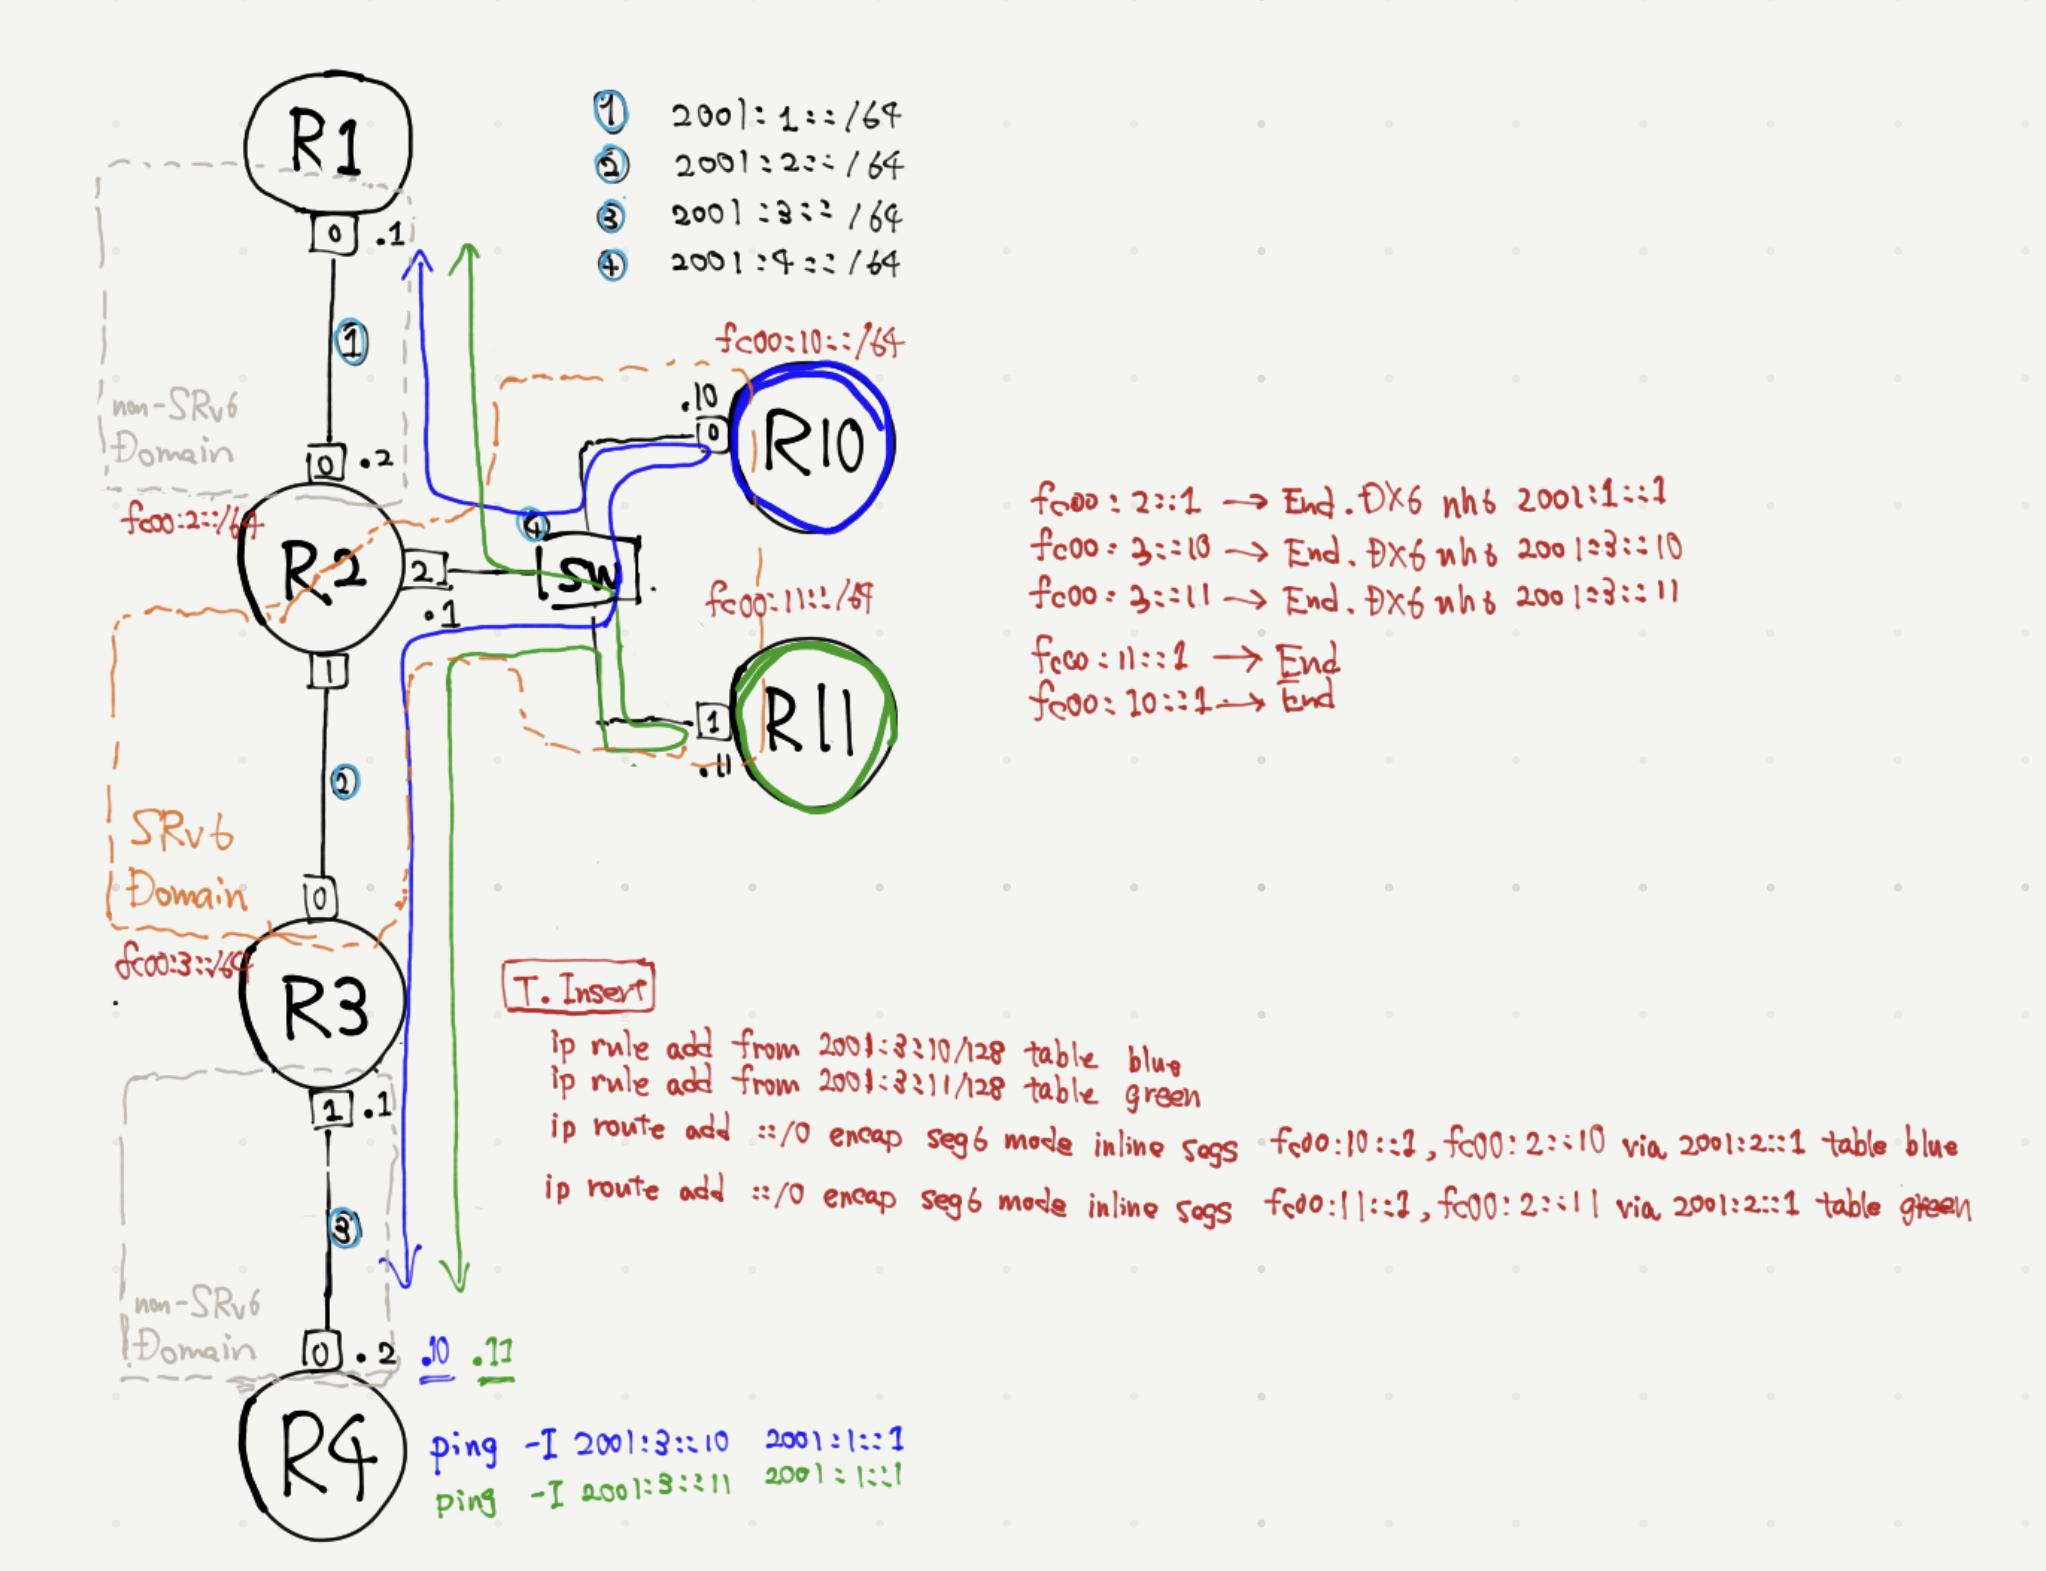 R1
0 .1
1 2001:1::/64
2 2001:2::/64
3 2001:3::/64
4 2001:4::/64
1
non-SRv6
Domain
0 .2
fc00:10::/64
.10
0
R10
fc00:2::/64
R2
2
.1
4
SW
1
fc00:11::/64
1
.11
R11
fc00:2::1 → End.DX6 nh6 2001:1::1
fc00:3::10 → End.DX6 nh6 2001:3::10
fc00:3::11 → End.DX6 nh6 2001:3::11
fc00:11::1 → End
fc00:10::1 → End
2
SRv6
Domain
0
fc00:3::/64
R3
1 .1
T.Insert
ip rule add from 2001:3::10/128 table blue
ip rule add from 2001:3::11/128 table green
ip route add ::/0 encap seg6 mode inline segs fc00:10::1, fc00:2::10 via 2001:2::1 table blue
ip route add ::/0 encap seg6 mode inline segs fc00:11::1, fc00:2::11 via 2001:2::1 table green
3
non-SRv6
Domain
0 .2 .10 .11
R4
ping -I 2001:3::10 2001:1::1
ping -I 2001:3::11 2001:1::1